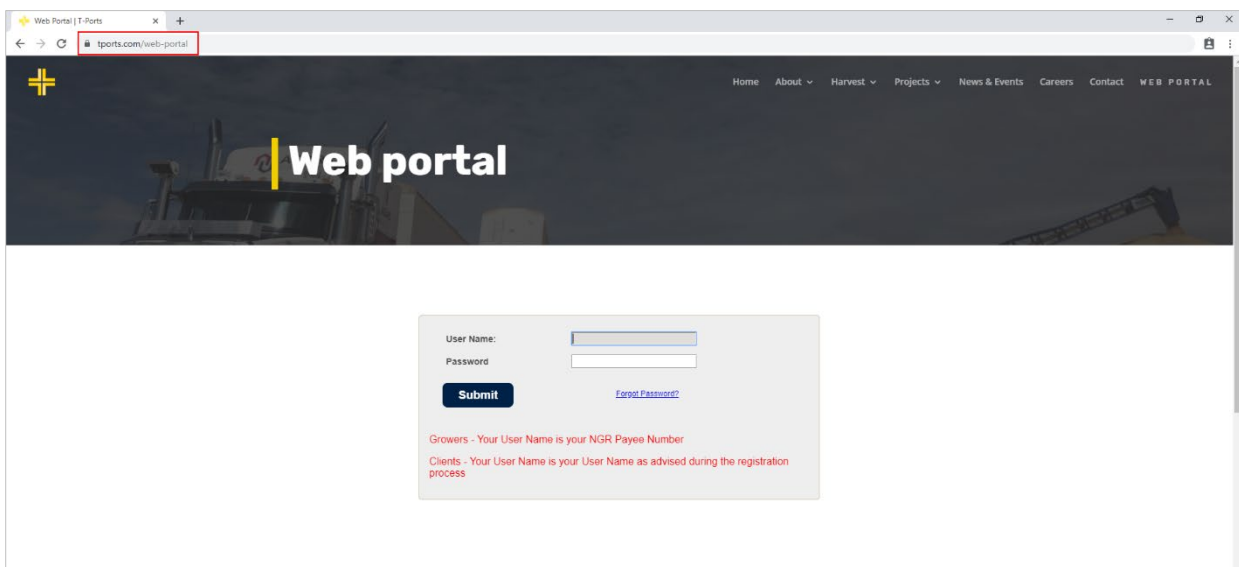 Web Portal | T-Ports
tports.com/web-portal
Home About Harvest Projects News & Events Careers Contact WEB PORTAL
Web portal
User Name:
Password
Submit Forgot Password?
Growers - Your User Name is your NGR Payee Number
Clients - Your User Name is your User Name as advised during the registration
process